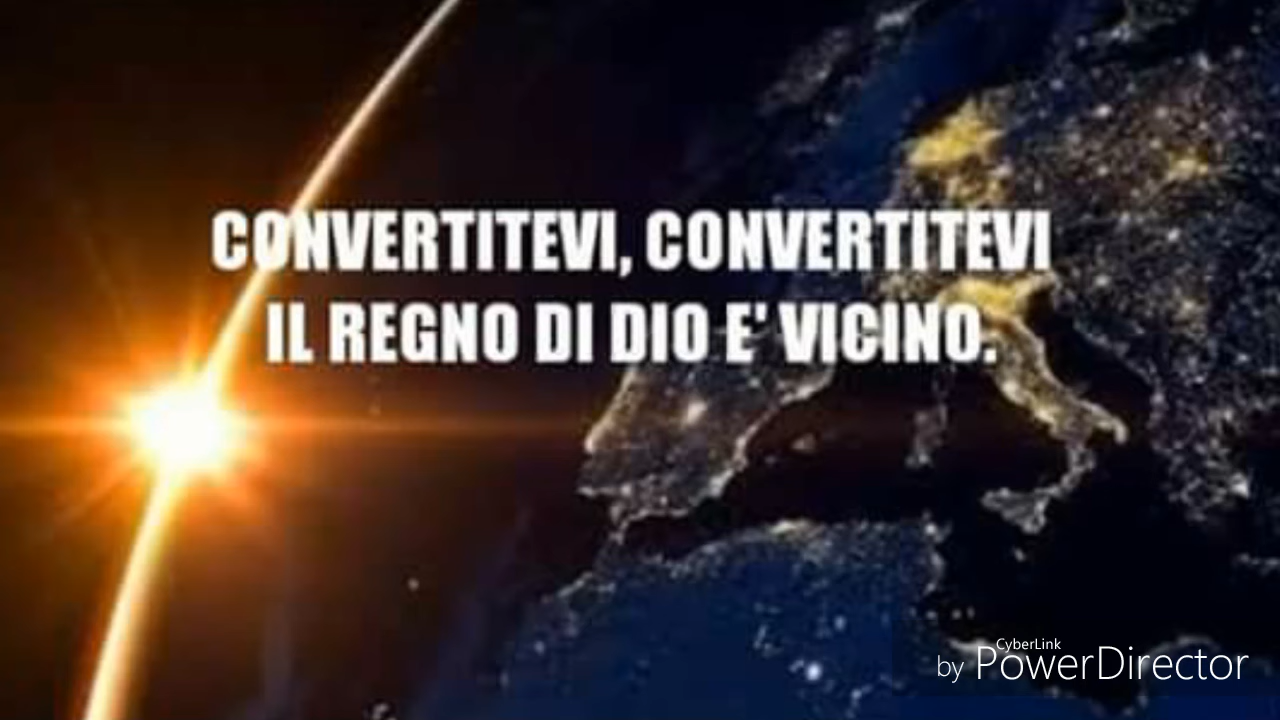 CONVERTITEVI, CONVERTITEVI
IL REGNO DI DIO E' VICINO.
CyberLink
by PowerDirector